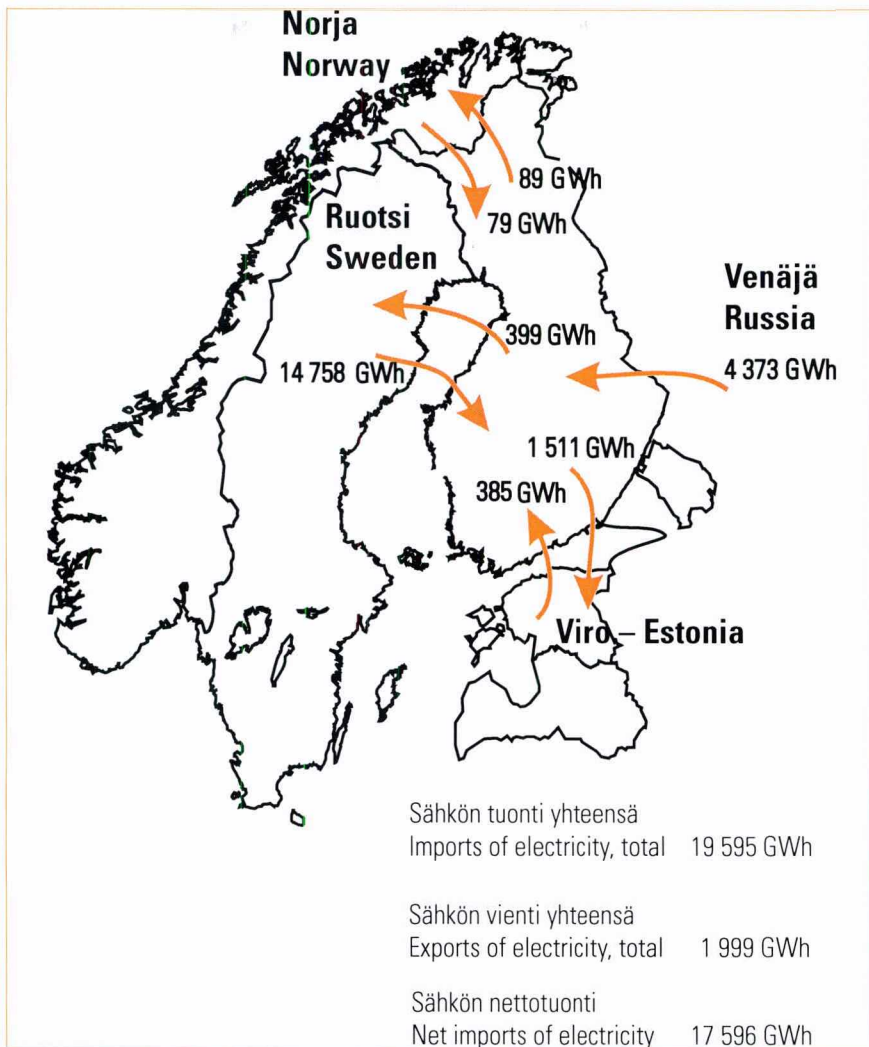 Norja
Norway
89 GWh
79 GWh
Ruotsi
Sweden
Venäjä
Russia
399 GWh
14 758 GWh
4 373 GWh
1 511 GWh
385 GWh
Viro – Estonia
Sähkön tuonti yhteensä
Imports of electricity, total 19 595 GWh
Sähkön vienti yhteensä
Exports of electricity, total 1 999 GWh
Sähkön nettotuonti
Net imports of electricity 17 596 GWh